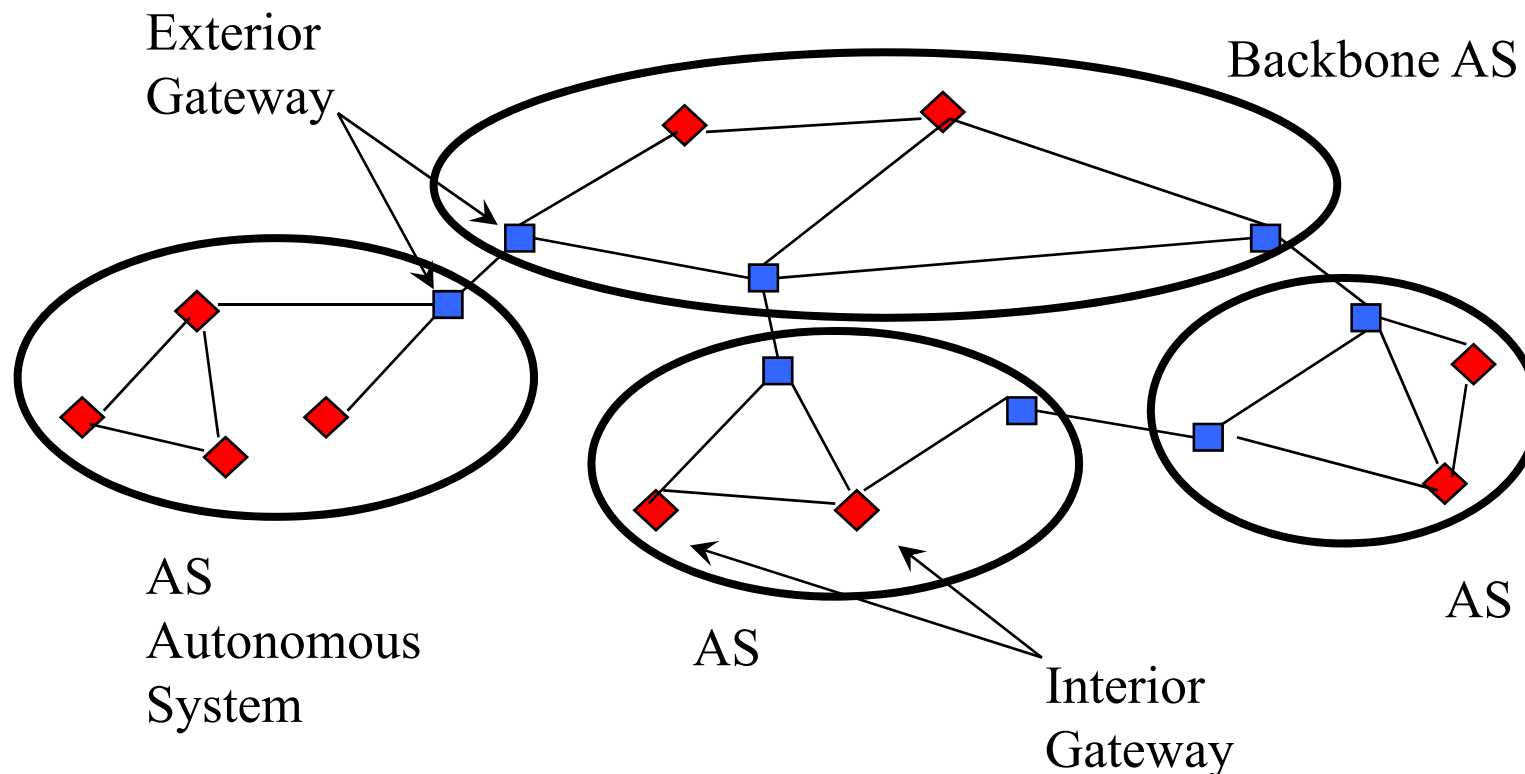 Exterior
Gateway
Backbone AS
AS
Autonomous
System
AS
AS
Interior
Gateway